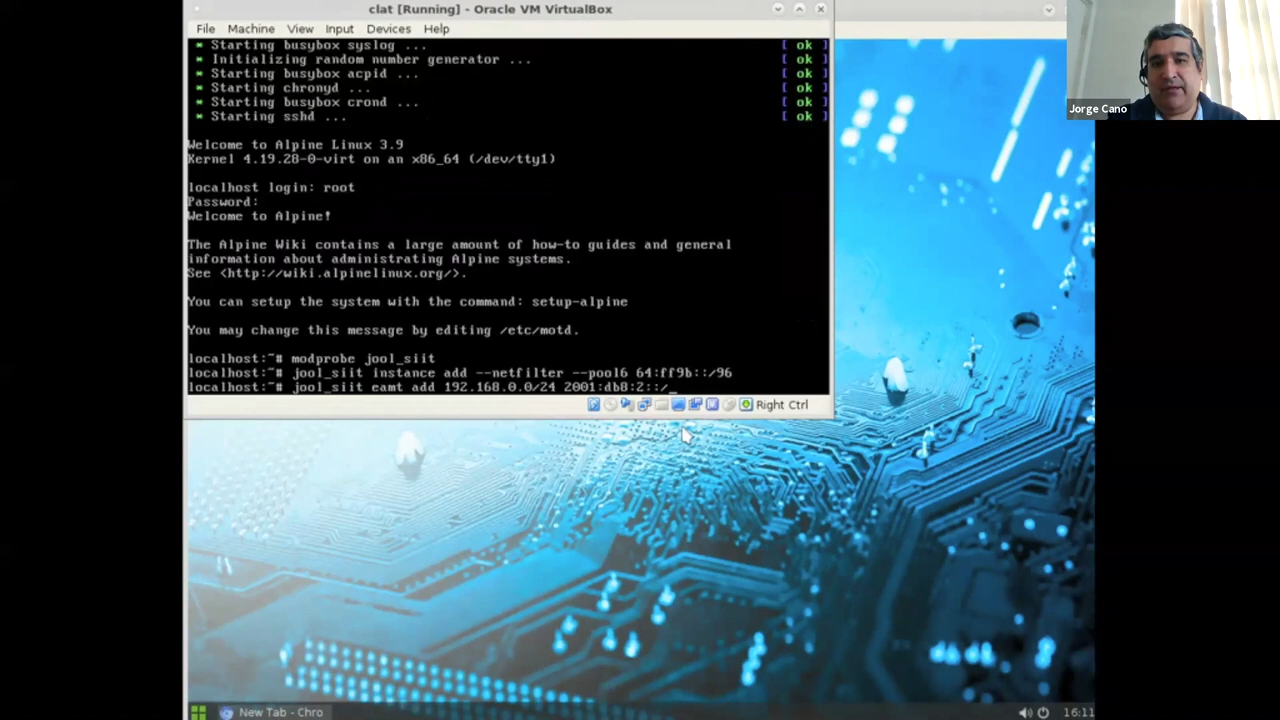 clat [Running] - Oracle VM VirtualBox
File Machine View Input Devices Help
* Starting busybox syslog ... [ ok ]
* Initializing random number generator ...
* Starting busybox acpid ... [ ok ]
* Starting chronyd ... [ ok ]
* Starting busybox crond ... [ ok ]
* Starting sshd ... [ ok ]
Welcome to Alpine Linux 3.9
Kernel 4.19.28-0-virt on an x86_64 (/dev/tty1)
localhost login: root
Password:
Welcome to Alpine!
The Alpine Wiki contains a large amount of how-to guides and general
information about administrating Alpine systems.
See <http://wiki.alpinelinux.org/>.
You can setup the system with the command: setup-alpine
You may change this message by editing /etc/motd.
localhost:~# modprobe jool_siit
localhost:~# jool_siit instance add --netfilter --pool6 64:ff9b::/96
localhost:~# jool_siit eamt add 192.168.0.0/24 2001:db8:2::/_
Right Ctrl
Jorge Cano
New Tab - Chro
16:11